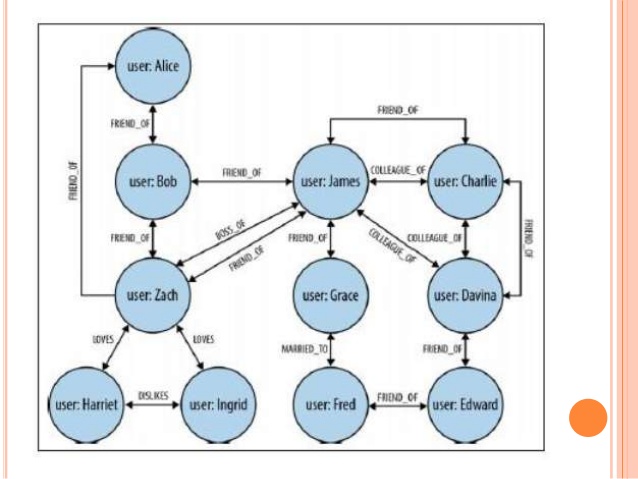 user: Alice
FRIEND_OF
FRIEND_OF
FRIEND_OF
user: Bob
FRIEND_OF
user: James
COLLEAGUE_OF
user: Charlie
FRIEND_OF
BOSS_OF
FRIEND_OF
FRIEND_OF
COLLEAGUE_OF
COLLEAGUE_OF
FRIEND_OF
user: Zach
user: Grace
user: Davina
LOVES
LOVES
MARRIED_TO
FRIEND_OF
user: Harriet
DISLIKES
user: Ingrid
user: Fred
FRIEND_OF
user: Edward